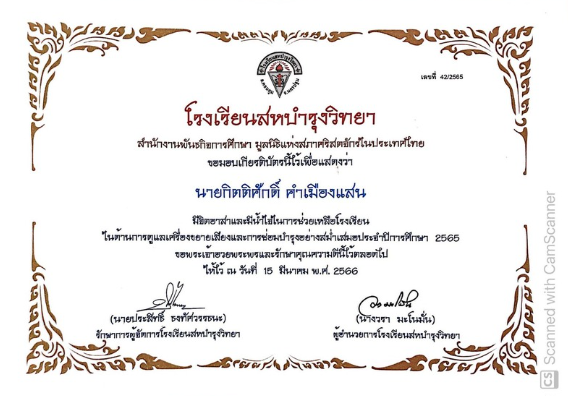 เลขที่ 42/2565
โรงเรียนสหบำรุงวิทยา
สำนักงานพันธกิจการศึกษา มูลนิธิแห่งสภาคริสตจักรในประเทศไทย
ขอมอบเกียรติบัตรนี้ไว้เพื่อแสดงว่า
นายกิตติศักดิ์ คำเมืองแสน
มีจิตอาสาและมีน้ำใจในการช่วยเหลือโรงเรียน
ในด้านการดูแลเครื่องขยายเสียงและการซ่อมบำรุงอย่างสม่ำเสมอประจำปีการศึกษา 2565
ขอพระเจ้าอวยพระพรและรักษาคุณความดีนี้ไว้ตลอดไป
ให้ไว้ ณ วันที่ 15 มีนาคม พ.ศ. 2566
(นายประสิทธิ์ ธงทัศวรรธนะ) (นางวรา มะโนมั่น)
รักษาการผู้จัดการโรงเรียนสหบำรุงวิทยา ผู้อำนวยการโรงเรียนสหบำรุงวิทยา
CS Scanned with CamScanner